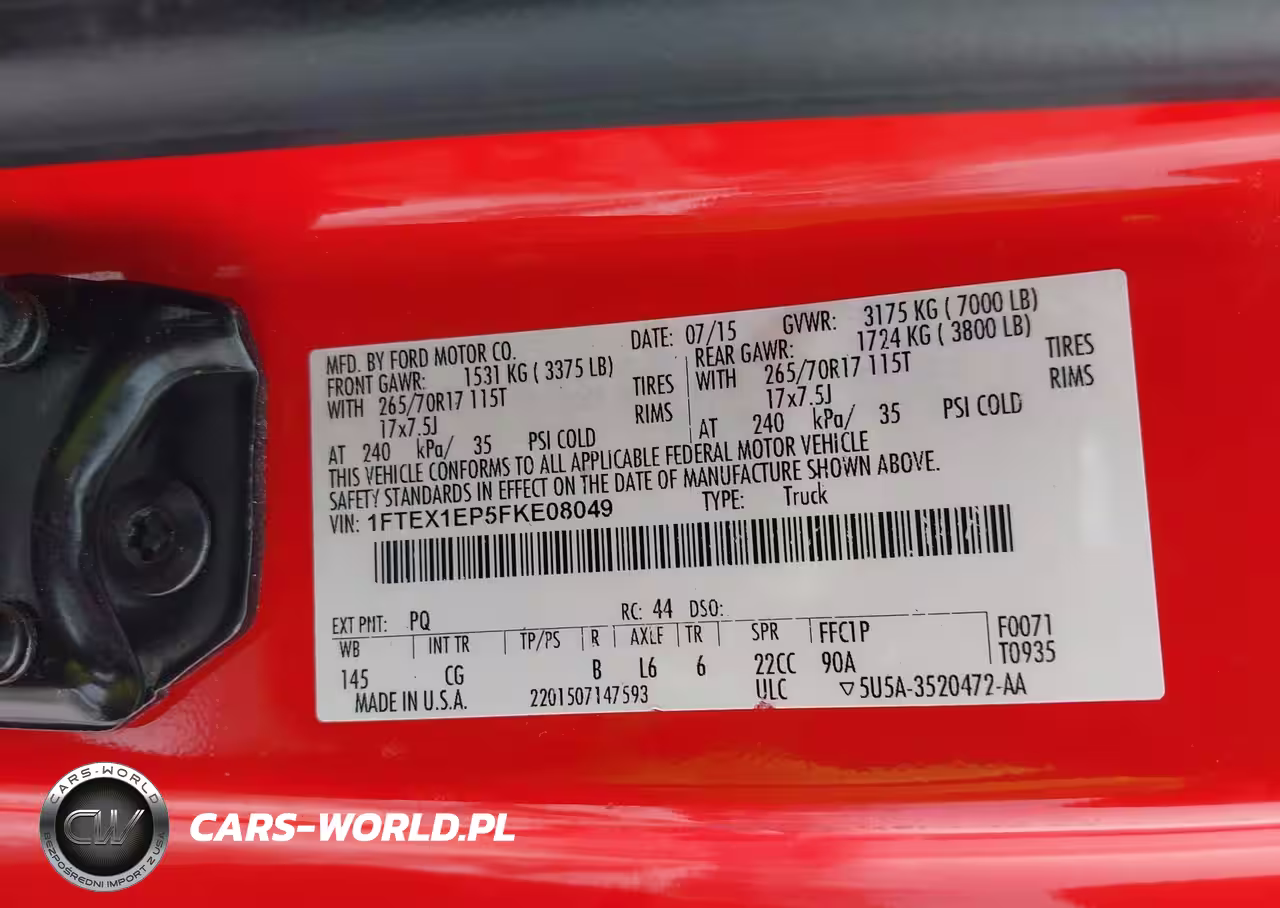 MFD. BY FORD MOTOR CO. DATE: 07/15 GVWR: 3175 KG ( 7000 LB)
FRONT GAWR: 1531 KG ( 3375 LB) REAR GAWR: 1724 KG ( 3800 LB)
WITH 265/70R17 115T TIRES WITH 265/70R17 115T TIRES
17x7.5J RIMS 17x7.5J RIMS
AT 240 kPa/ 35 PSI COLD AT 240 kPa/ 35 PSI COLD
THIS VEHICLE CONFORMS TO ALL APPLICABLE FEDERAL MOTOR VEHICLE
SAFETY STANDARDS IN EFFECT ON THE DATE OF MANUFACTURE SHOWN ABOVE.
VIN: 1FTEX1EP5FKE08049 TYPE: Truck
EXT PNT: PQ RC: 44 DSO:
WB INT TR TP/PS R AXLE TR SPR FFC1P F0071
145 CG B L6 6 22CC 90A T0935
MADE IN U.S.A. 2201507147593 ULC ▽5U5A-3520472-AA
CARS-WORLD
CW
BEZPOŚREDNI IMPORT Z USA
CARS-WORLD.PL